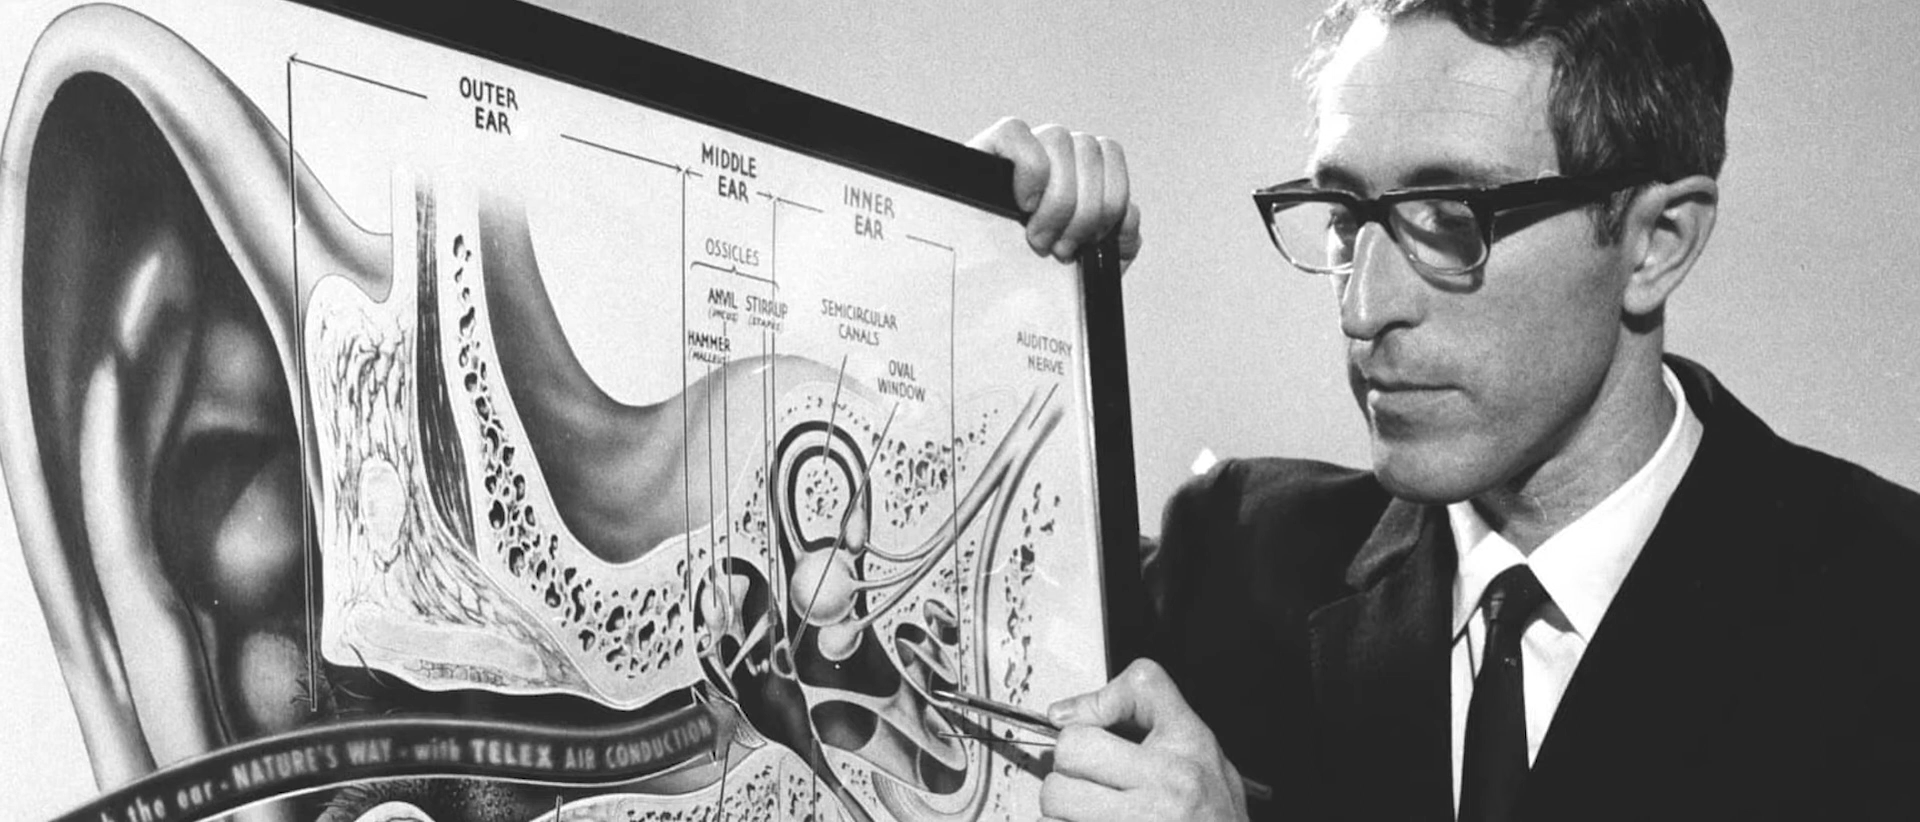 OUTER
EAR
MIDDLE
EAR
INNER
EAR
OSSICLES
ANVIL
(INCUS)
STIRRUP
(STAPES)
HAMMER
(MALLEUS)
SEMICIRCULAR
CANALS
OVAL
WINDOW
AUDITORY
NERVE
the ear - NATURE'S WAY - with TELEX AIR CONDUCTION